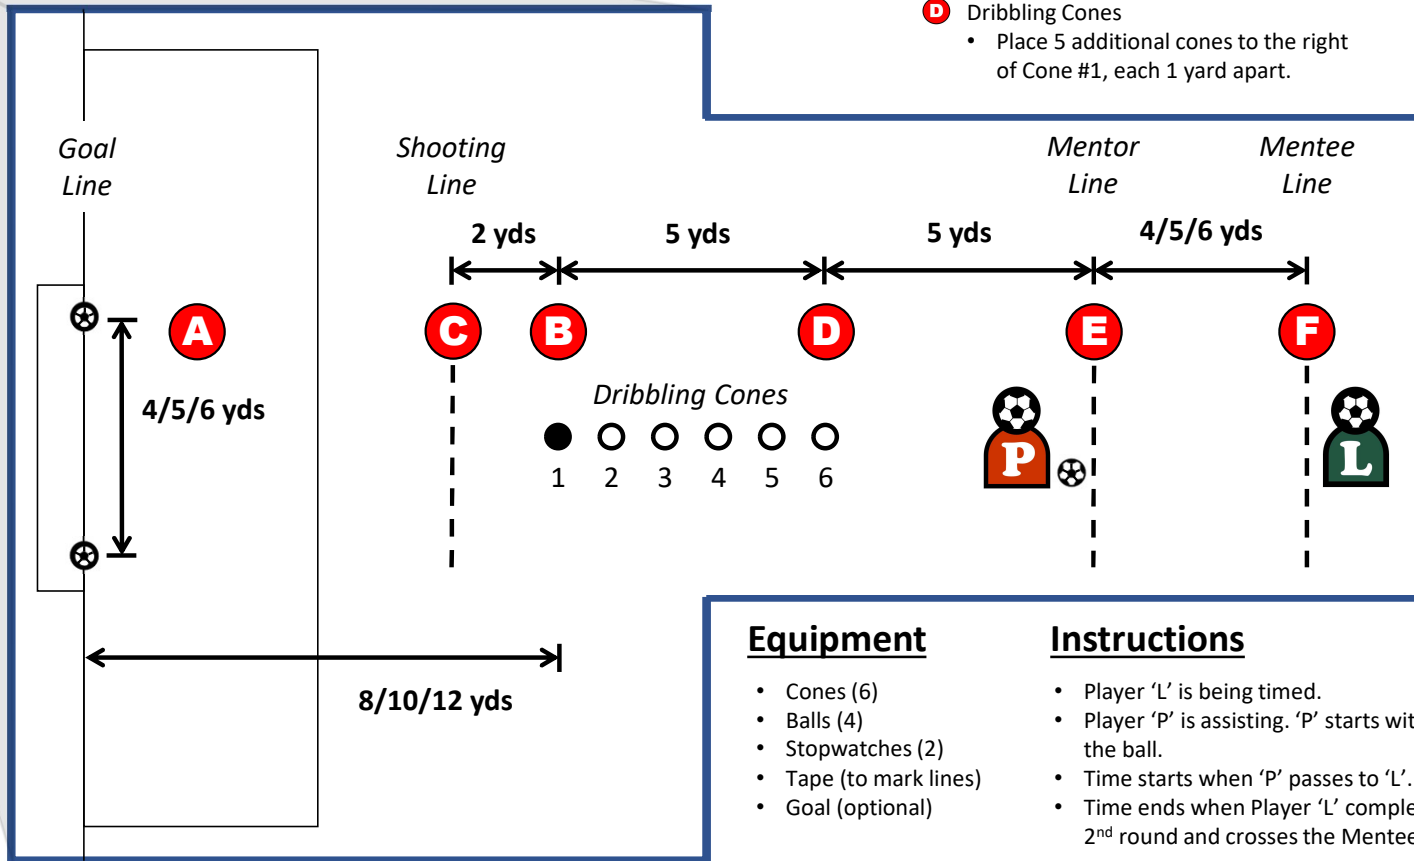 D Dribbling Cones
• Place 5 additional cones to the right
of Cone #1, each 1 yard apart.
Goal
Line
Shooting
Line
Mentor
Line
Mentee
Line
2 yds
5 yds
5 yds
4/5/6 yds
A
C
B
D
E
F
4/5/6 yds
Dribbling Cones
1 2 3 4 5 6
P
L
8/10/12 yds
Equipment
• Cones (6)
• Balls (4)
• Stopwatches (2)
• Tape (to mark lines)
• Goal (optional)
Instructions
• Player ‘L’ is being timed.
• Player ‘P’ is assisting. ‘P’ starts wit
the ball.
• Time starts when ‘P’ passes to ‘L’.
• Time ends when Player ‘L’ comple
2nd round and crosses the Mentee